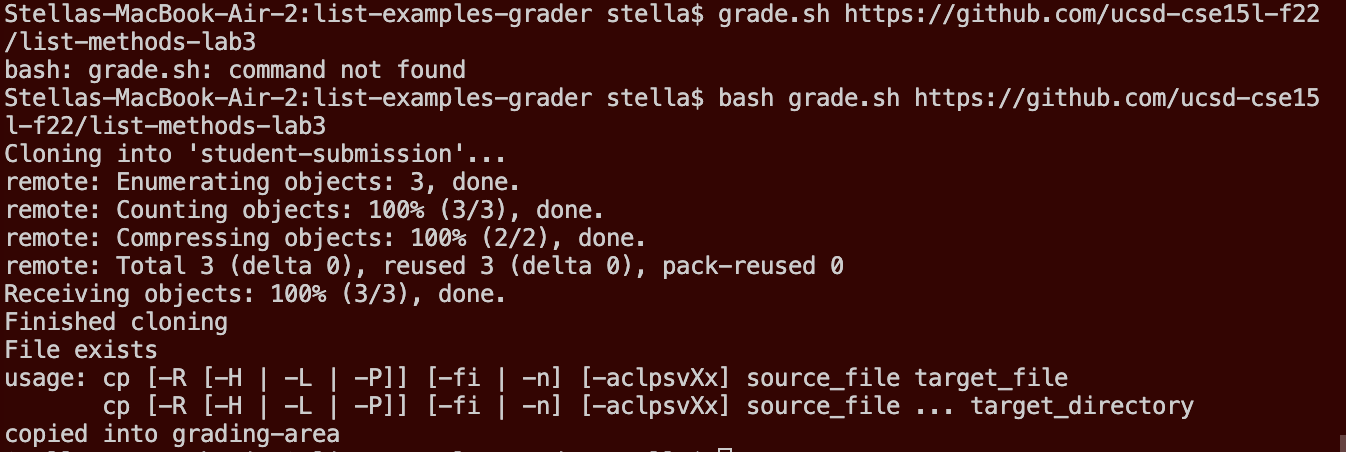 Stellas-MacBook-Air-2:list-examples-grader stella$ grade.sh https://github.com/ucsd-cse15l-f22
/list-methods-lab3
bash: grade.sh: command not found
Stellas-MacBook-Air-2:list-examples-grader stella$ bash grade.sh https://github.com/ucsd-cse15
l-f22/list-methods-lab3
Cloning into 'student-submission'...
remote: Enumerating objects: 3, done.
remote: Counting objects: 100% (3/3), done.
remote: Compressing objects: 100% (2/2), done.
remote: Total 3 (delta 0), reused 3 (delta 0), pack-reused 0
Receiving objects: 100% (3/3), done.
Finished cloning
File exists
usage: cp [-R [-H | -L | -P]] [-fi | -n] [-aclpsvXx] source_file target_file
       cp [-R [-H | -L | -P]] [-fi | -n] [-aclpsvXx] source_file ... target_directory
copied into grading-area